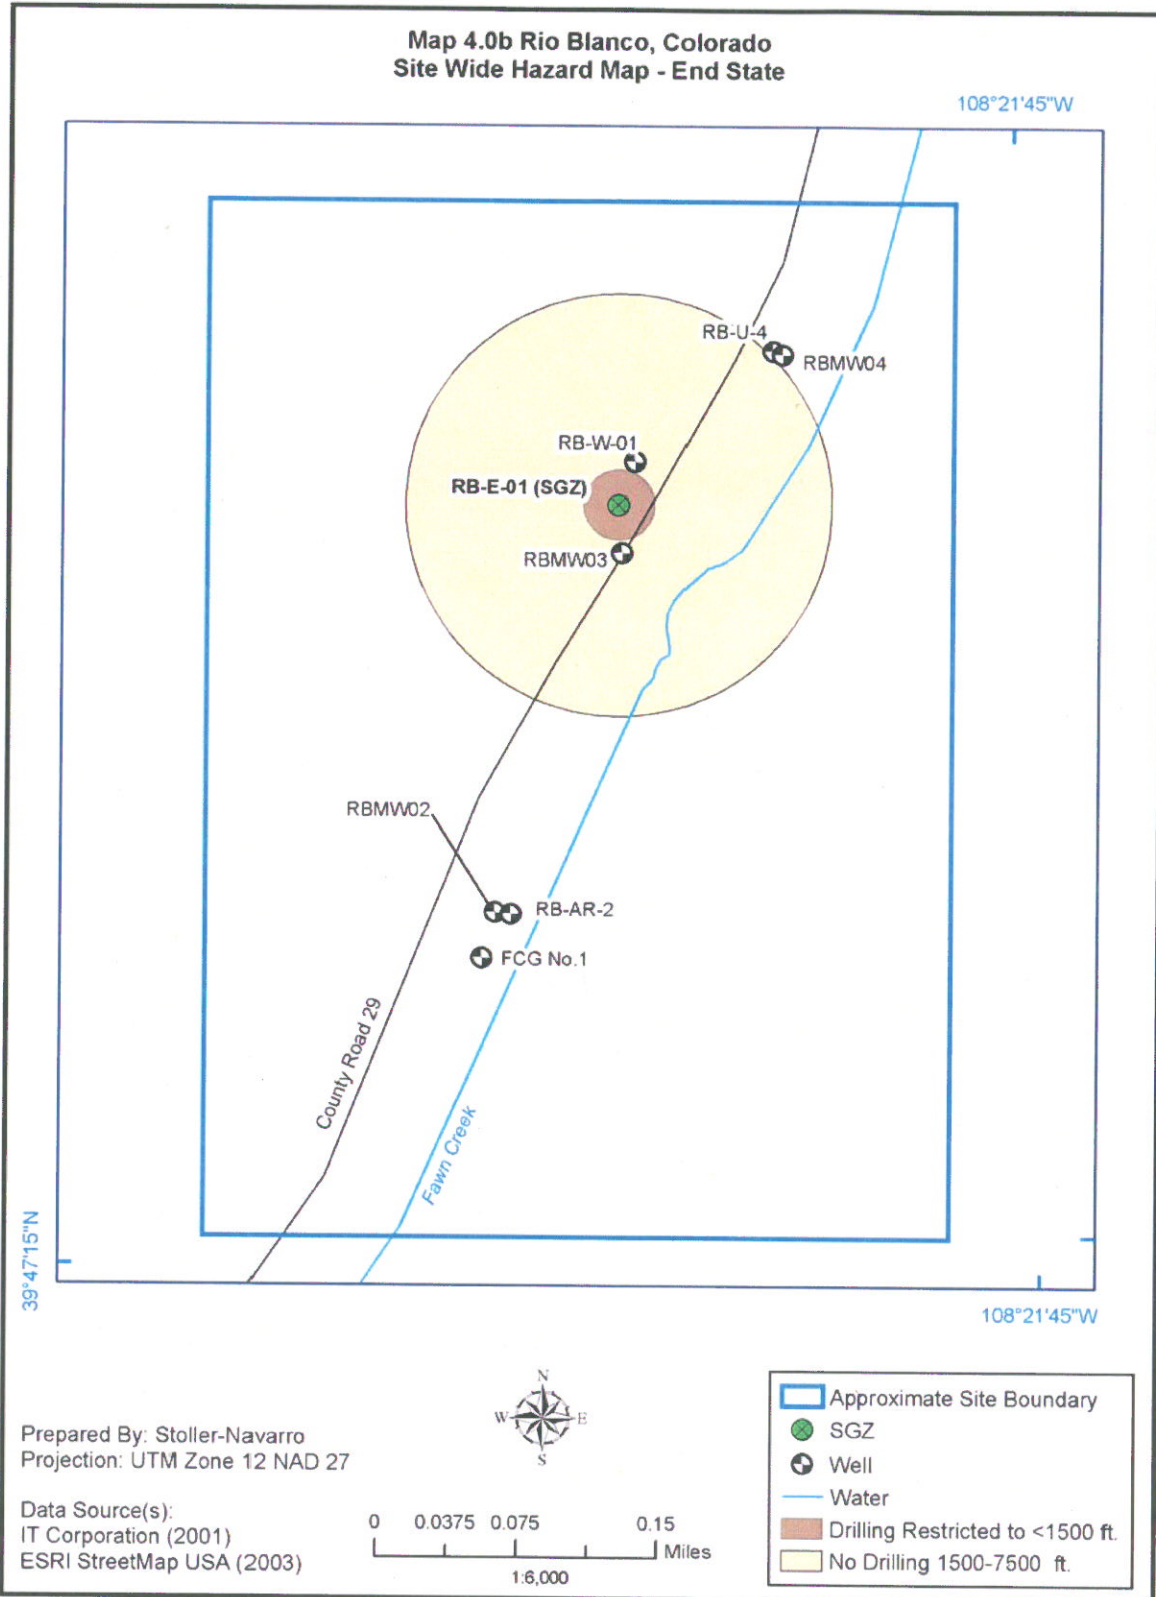 Map 4.0b Rio Blanco, Colorado
Site Wide Hazard Map - End State
108°21'45"W
RB-U-4
RBMW04
RB-W-01
RB-E-01 (SGZ)
RBMW03
RBMW02
RB-AR-2
FCG No.1
County Road 29
Fawn Creek
39°47'15"N
108°21'45"W
N
W
E
S
Prepared By: Stoller-Navarro
Projection: UTM Zone 12 NAD 27
Data Source(s):
IT Corporation (2001)
ESRI StreetMap USA (2003)
0 0.0375 0.075 0.15
Miles
1:6,000
Approximate Site Boundary
SGZ
Well
Water
Drilling Restricted to <1500 ft.
No Drilling 1500-7500 ft.